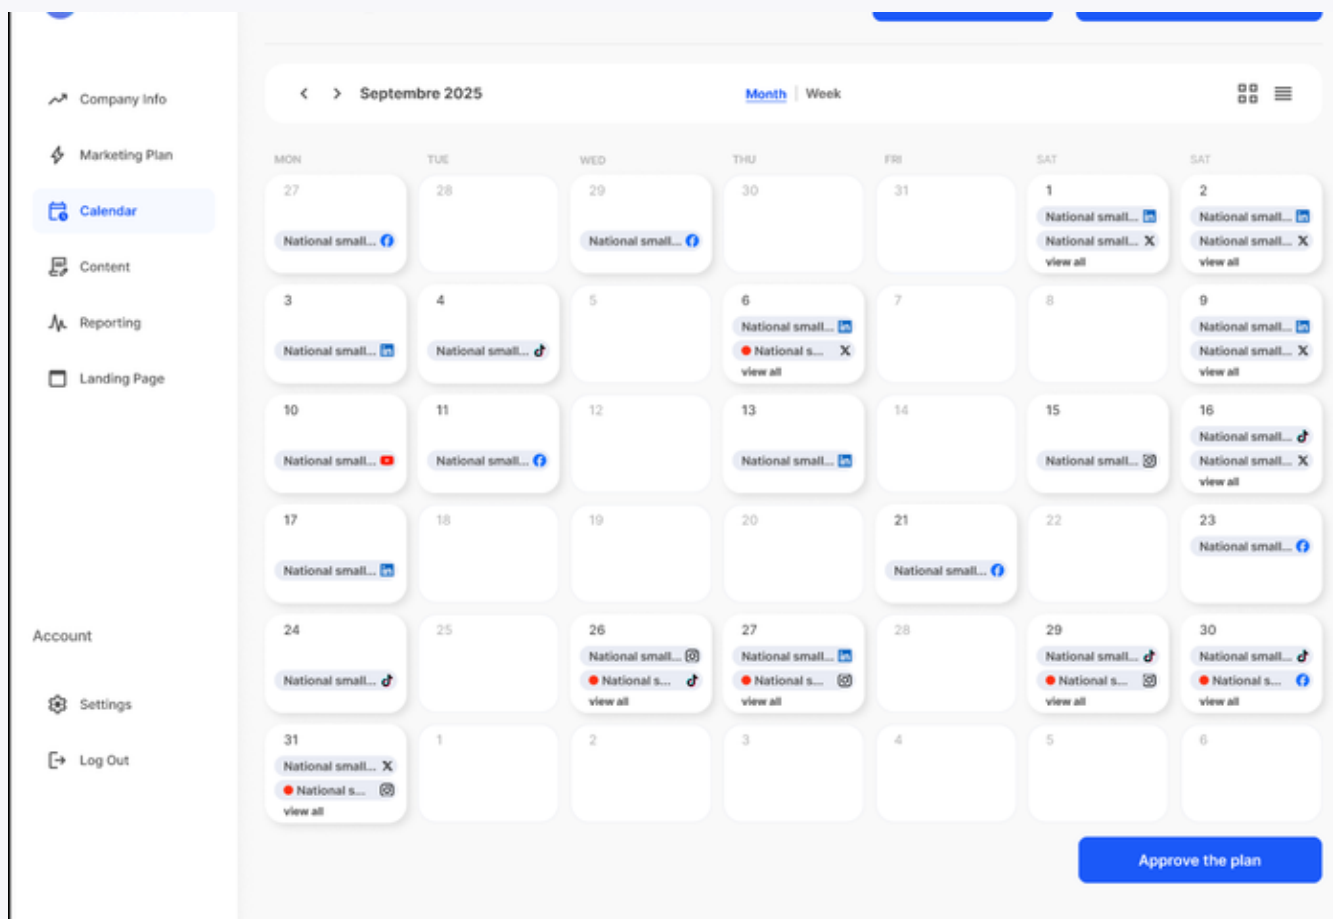 Company Info
Marketing Plan
Calendar
Content
Reporting
Landing Page
Account
Settings
Log Out
Septembre 2025
Month | Week
MON TUE WED THU FRI SAT SAT
27 28 29 30 31 1 2
National small... National small... National small... National small...
National small... X National small... X
view all view all
3 4 5 6 7 8 9
National small... National small... National small... in National small... in
National s... X National small... X
view all view all
10 11 12 13 14 15 16
National small... National small... National small... in National small... National small...
National small... X
view all
17 18 19 20 21 22 23
National small... in National small... National small...
24 25 26 27 28 29 30
National small... National small... National small... in National small... National small...
National s... National s... National s... National s...
view all view all view all view all
31 1 2 3 4 5 6
National small... X
National s...
view all
Approve the plan